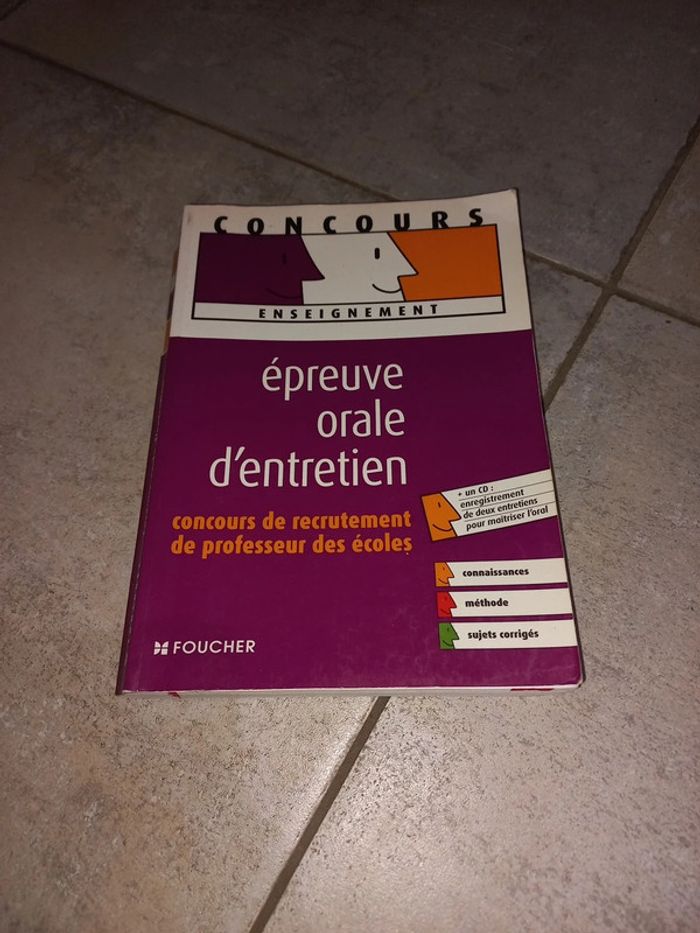 CONCOURS
ENSEIGNEMENT
épreuve
orale
d'entretien
concours de recrutement
de professeur des écoles
+ un CD :
enregistrement
de deux entretiens
pour maîtriser l'oral
connaissances
méthode
sujets corrigés
FOUCHER